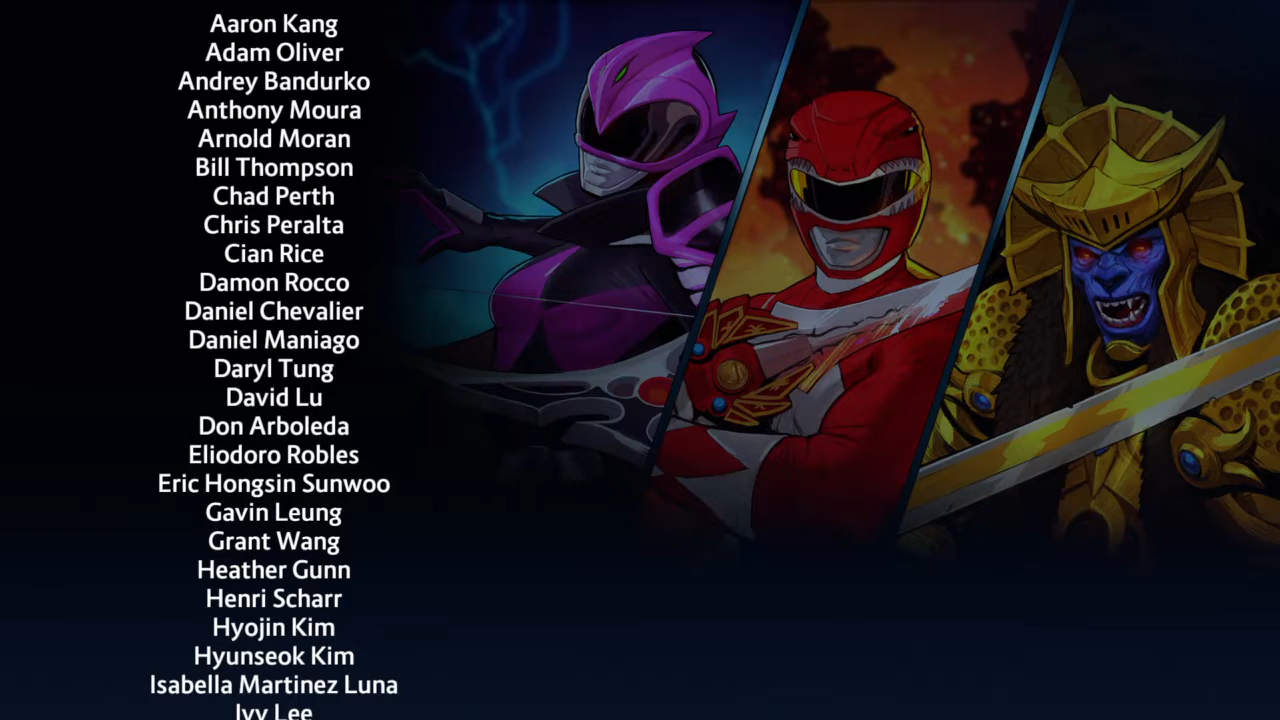 Aaron Kang
Adam Oliver
Andrey Bandurko
Anthony Moura
Arnold Moran
Bill Thompson
Chad Perth
Chris Peralta
Cian Rice
Damon Rocco
Daniel Chevalier
Daniel Maniago
Daryl Tung
David Lu
Don Arboleda
Eliodoro Robles
Eric Hongsin Sunwoo
Gavin Leung
Grant Wang
Heather Gunn
Henri Scharr
Hyojin Kim
Hyunseok Kim
Isabella Martinez Luna
Ivy Lee